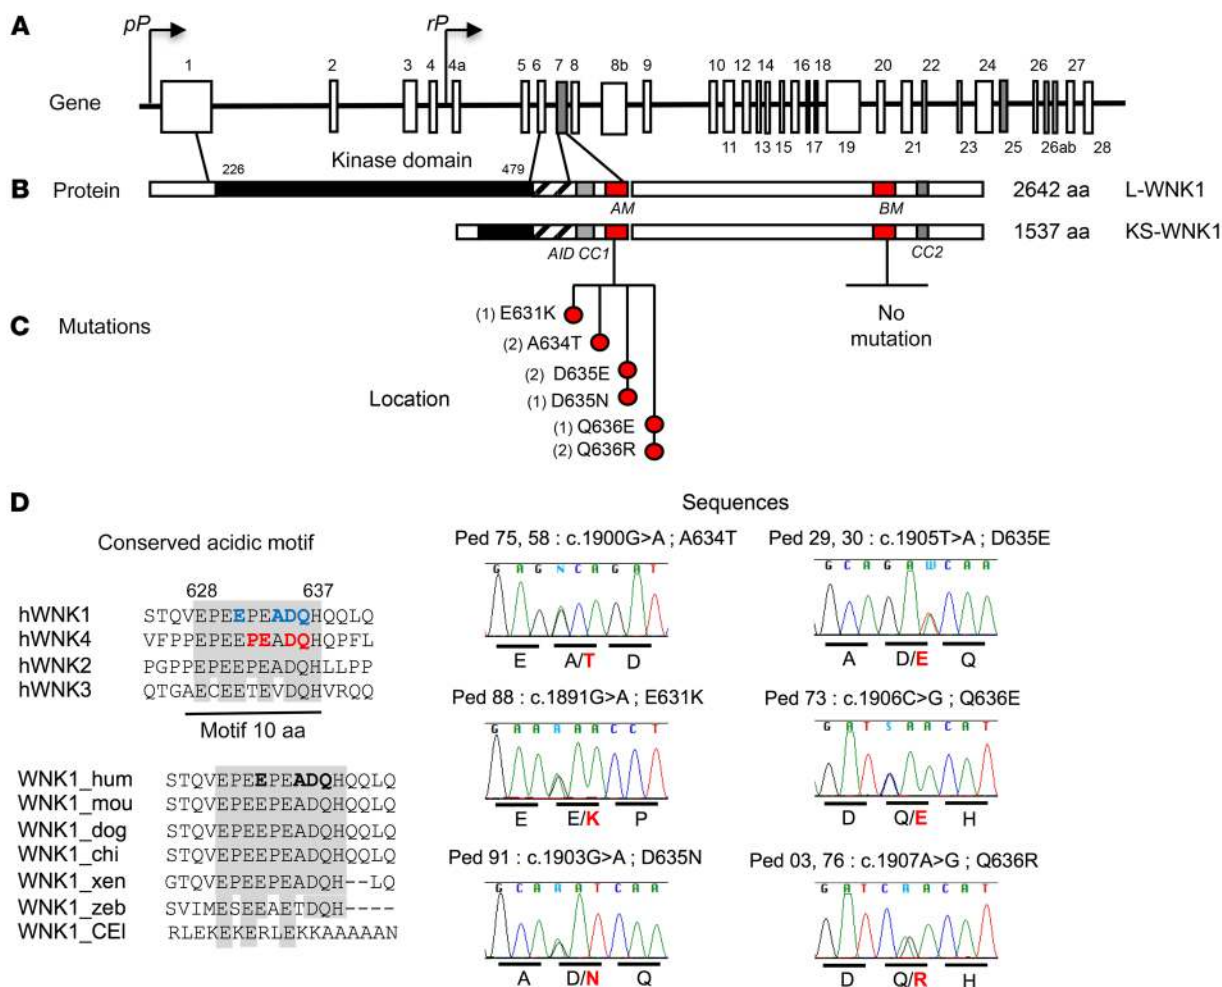 A
pP
rP
1 2 3 4 4a 5 6 7 8 8b 9 10 12 14 16 18 20 22 24 26 27
Gene
11 13 15 17 19 21 23 25 26ab 28
Kinase domain
226 479
B Protein 2642 aa L-WNK1
AM BM
1537 aa KS-WNK1
AID CC1 CC2
C Mutations
(1) E631K
(2) A634T
(2) D635E
(1) D635N
(1) Q636E
(2) Q636R
Location
No
mutation
D
Conserved acidic motif
628 637
hWNK1 STQVEPEEPEADQHQQLQ
hWNK4 VFPPEPEEPEADQHQPFL
hWNK2 PGPPEPEEPEADQHLLPP
hWNK3 QTGAECEETEVDQHVRQQ
Motif 10 aa
WNK1_hum STQVEPEEPEADQHQQLQ
WNK1_mou STQVEPEEPEADQHQQLQ
WNK1_dog STQVEPEEPEADQHQQLQ
WNK1_chi STQVEPEEPEADQHQQLQ
WNK1_xen GTQVEPEEPEADQH--LQ
WNK1_zeb SVIMESEEAETDQH----
WNK1_CEl RLEKEKERLEKKAAAAAN
Sequences
Ped 75, 58 : c.1900G>A ; A634T
G A G N C A G A T
E A/T D
Ped 29, 30 : c.1905T>A ; D635E
G C A G A W C A A
A D/E Q
Ped 88 : c.1891G>A ; E631K
G A A A A A C C T
E E/K P
Ped 73 : c.1906C>G ; Q636E
G A T S A A C A T
D Q/E H
Ped 91 : c.1903G>A ; D635N
G C A A A T C A A
A D/N Q
Ped 03, 76 : c.1907A>G ; Q636R
G A T C A A C A T
D Q/R H